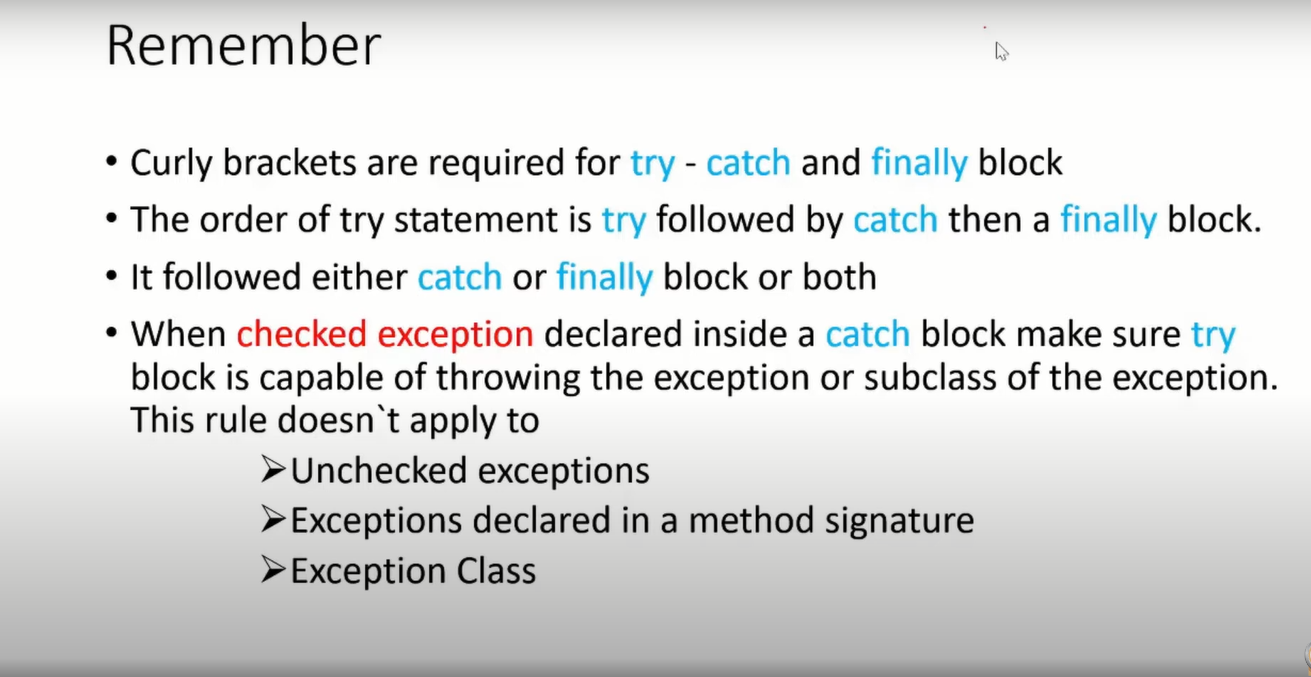 Remember
• Curly brackets are required for try - catch and finally block
• The order of try statement is try followed by catch then a finally block.
• It followed either catch or finally block or both
• When checked exception declared inside a catch block make sure try
block is capable of throwing the exception or subclass of the exception.
This rule doesn`t apply to
➢Unchecked exceptions
➢Exceptions declared in a method signature
➢Exception Class